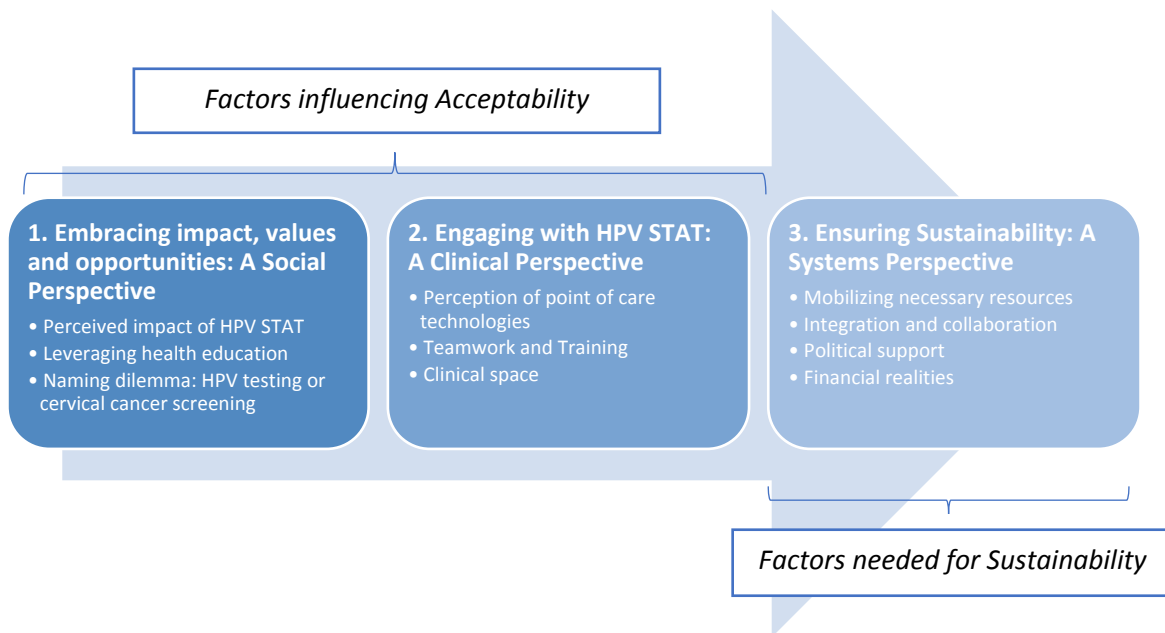 Factors influencing Acceptability
1. Embracing impact, values
and opportunities: A Social
Perspective
• Perceived impact of HPV STAT
• Leveraging health education
• Naming dilemma: HPV testing or
cervical cancer screening
2. Engaging with HPV STAT:
A Clinical Perspective
• Perception of point of care
technologies
• Teamwork and Training
• Clinical space
3. Ensuring Sustainability: A
Systems Perspective
• Mobilizing necessary resources
• Integration and collaboration
• Political support
• Financial realities
Factors needed for Sustainability